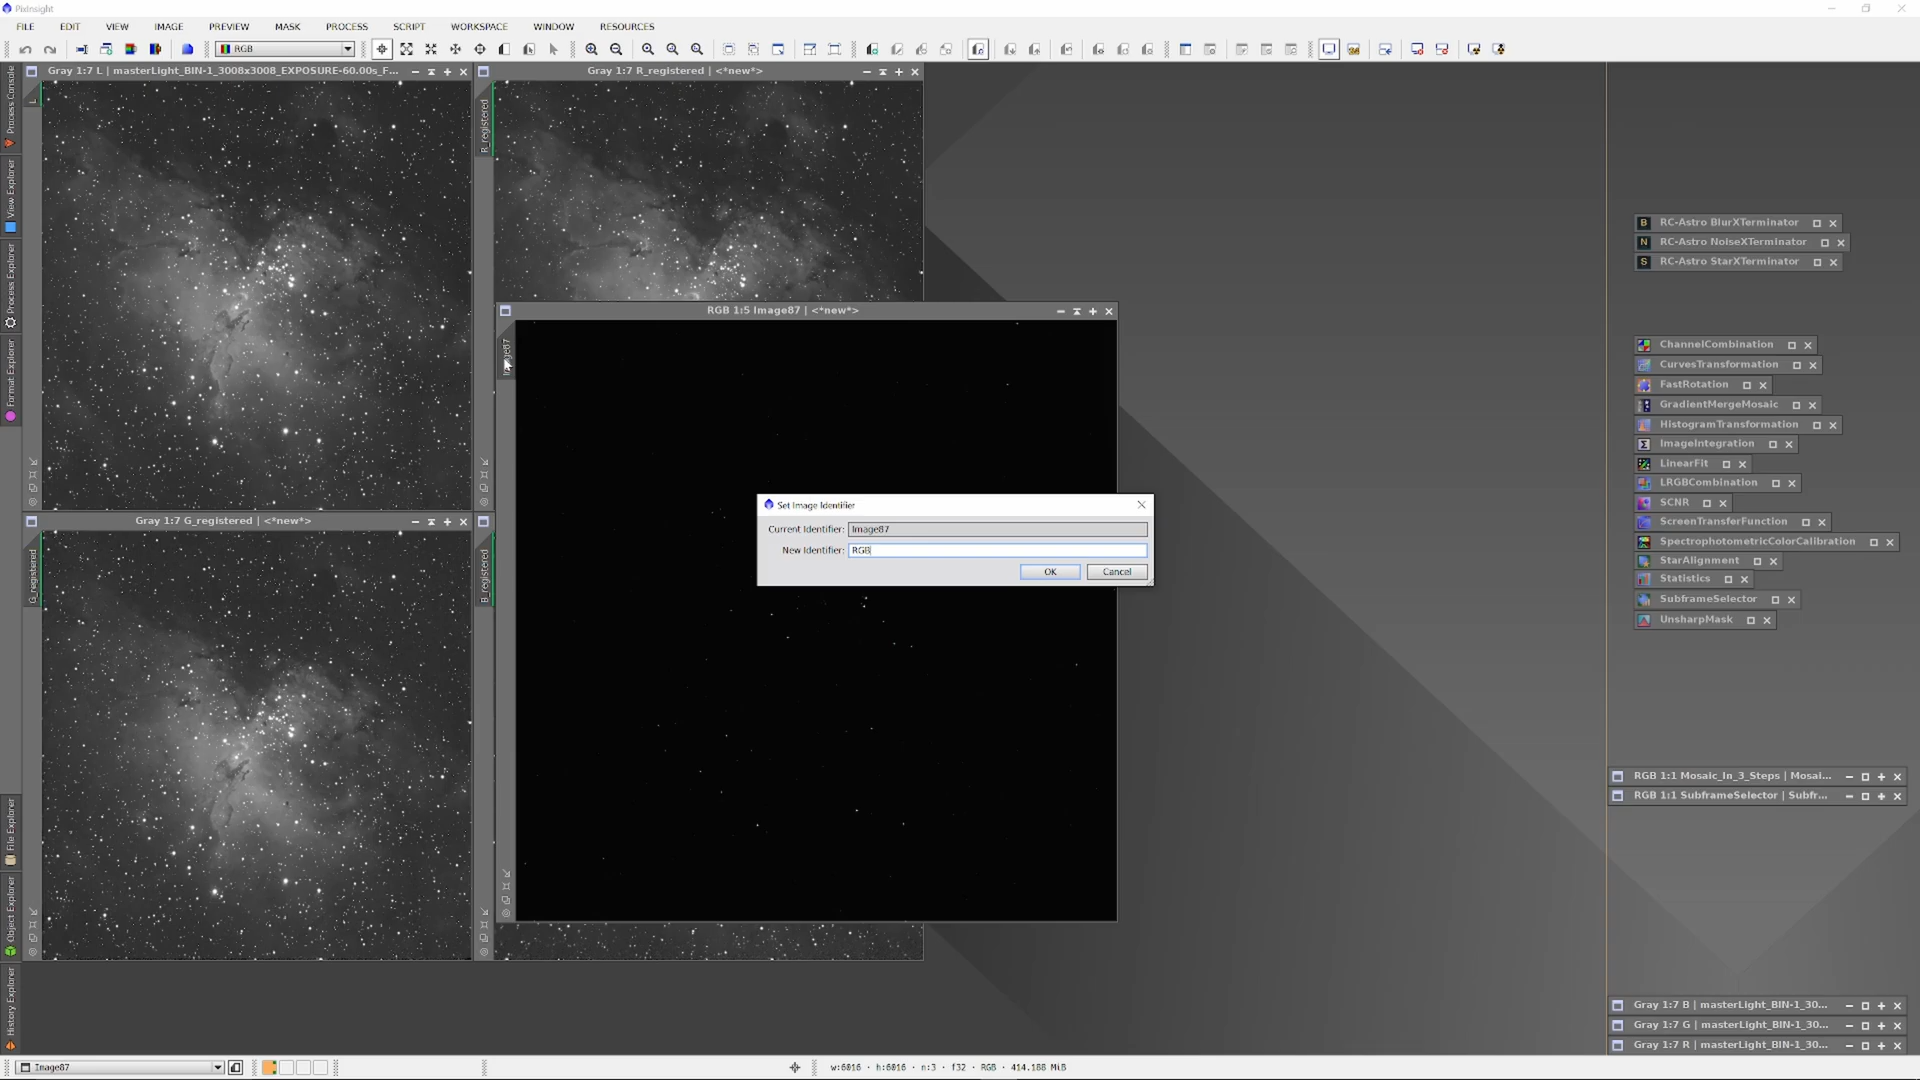 PixInsight
FILE EDIT VIEW IMAGE PREVIEW MASK PROCESS SCRIPT WORKSPACE WINDOW RESOURCES
RGB
Process Console
View Explorer
Process Explorer
Format Explorer
File Explorer
Object Explorer
History Explorer
Gray 1:7 L | masterLight_BIN-1_3008x3008_EXPOSURE-60.00s_F...
L
Gray 1:7 R_registered | <*new*>
R_registered
RGB 1:5 Image87 | <*new*>
Image87
Gray 1:7 G_registered | <*new*>
G_registered
B_registered
Set Image Identifier
Current Identifier: Image87
New Identifier: RGB
OK Cancel
B RC-Astro BlurXTerminator
N RC-Astro NoiseXTerminator
S RC-Astro StarXTerminator
ChannelCombination
CurvesTransformation
FastRotation
GradientMergeMosaic
HistogramTransformation
ImageIntegration
LinearFit
LRGBCombination
SCNR
ScreenTransferFunction
SpectrophotometricColorCalibration
StarAlignment
Statistics
SubframeSelector
UnsharpMask
RGB 1:1 Mosaic_In_3_Steps | Mosai...
RGB 1:1 SubframeSelector | Subfr...
Gray 1:7 B | masterLight_BIN-1_30...
Gray 1:7 G | masterLight_BIN-1_30...
Gray 1:7 R | masterLight_BIN-1_30...
Image87
w:6016 · h:6016 · n:3 · f32 · RGB · 414.188 MiB